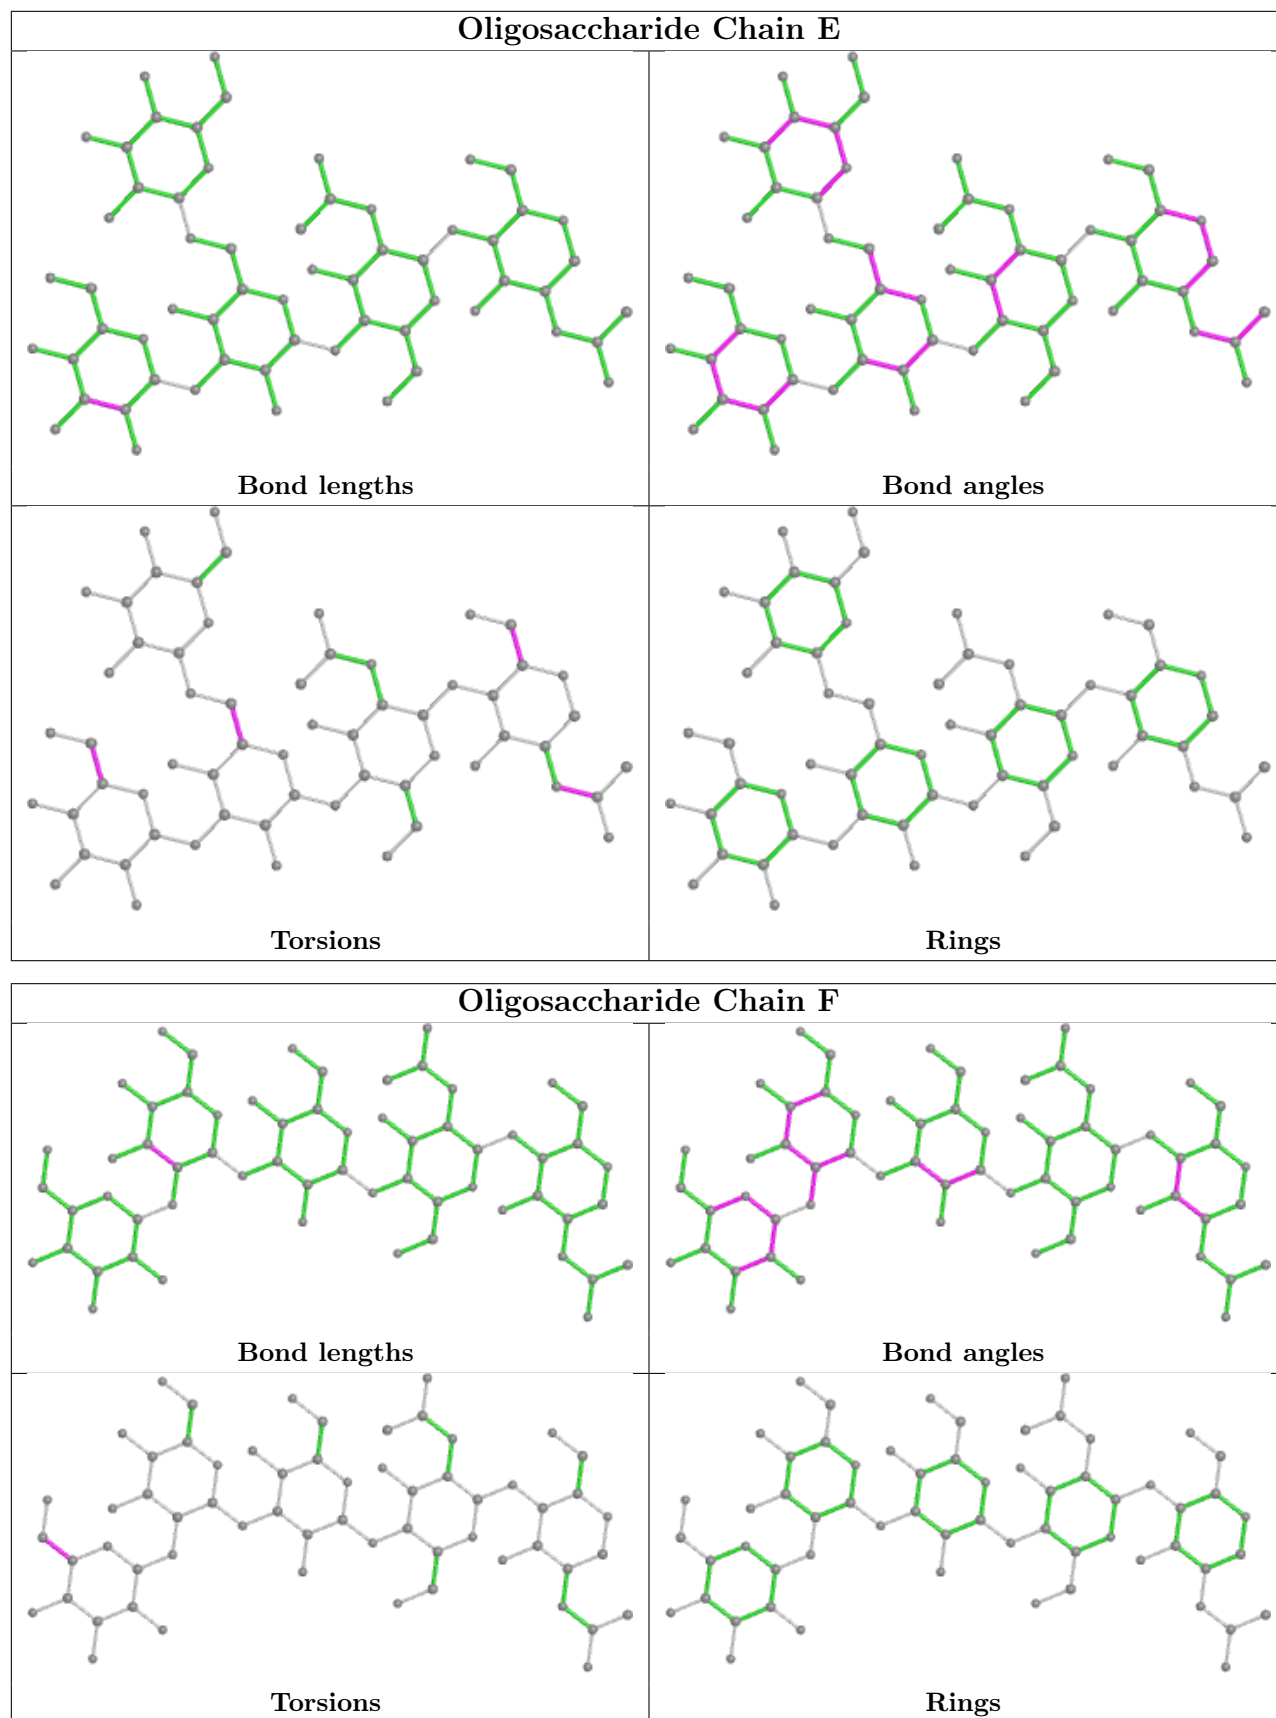 Oligosaccharide Chain E
Bond lengths
Bond angles
Torsions
Rings
Oligosaccharide Chain F
Bond lengths
Bond angles
Torsions
Rings